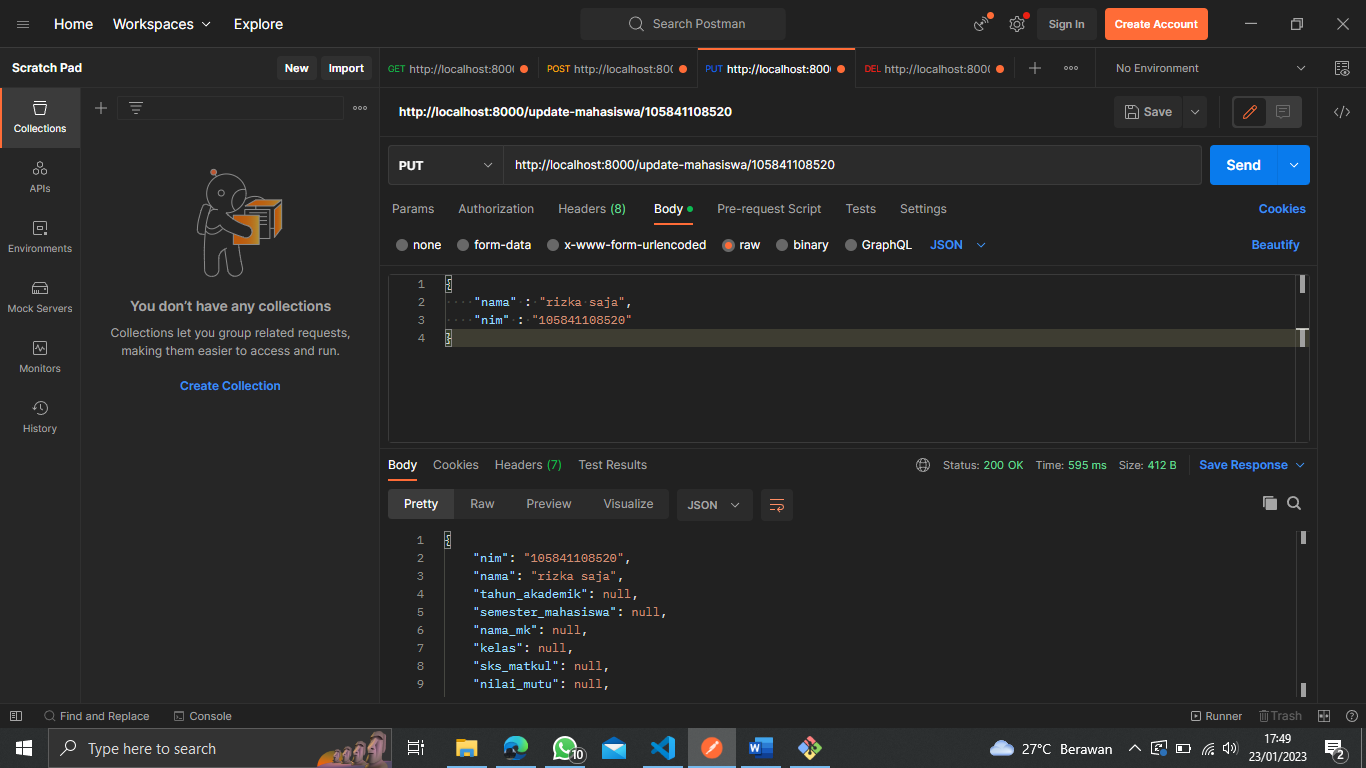 Home Workspaces Explore Search Postman Sign In Create Account
Scratch Pad New Import
GET http://localhost:8000 POST http://localhost:800 PUT http://localhost:800 DEL http://localhost:800 No Environment
Collections
APIs
Environments
Mock Servers
Monitors
History
You don't have any collections
Collections let you group related requests,
making them easier to access and run.
Create Collection
http://localhost:8000/update-mahasiswa/105841108520 Save
PUT http://localhost:8000/update-mahasiswa/105841108520 Send
Params Authorization Headers (8) Body Pre-request Script Tests Settings Cookies
none form-data x-www-form-urlencoded raw binary GraphQL JSON Beautify
1 {
2 "nama" : "rizka saja",
3 "nim" : "105841108520"
4 }
Body Cookies Headers (7) Test Results Status: 200 OK Time: 595 ms Size: 412 B Save Response
Pretty Raw Preview Visualize JSON
1 {
2 "nim": "105841108520",
3 "nama": "rizka saja",
4 "tahun_akademik": null,
5 "semester_mahasiswa": null,
6 "nama_mk": null,
7 "kelas": null,
8 "sks_matkul": null,
9 "nilai_mutu": null,
Find and Replace Console Runner Trash
Type here to search 10 27°C Berawan 17:49
23/01/2023 2